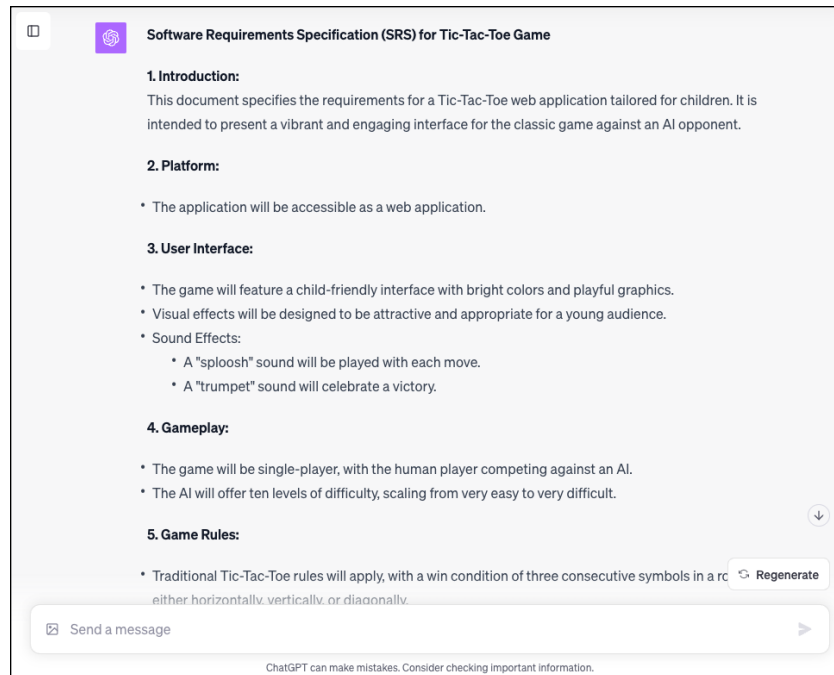 Software Requirements Specification (SRS) for Tic-Tac-Toe Game
1. Introduction:
This document specifies the requirements for a Tic-Tac-Toe web application tailored for children. It is
intended to present a vibrant and engaging interface for the classic game against an AI opponent.
2. Platform:
• The application will be accessible as a web application.
3. User Interface:
• The game will feature a child-friendly interface with bright colors and playful graphics.
• Visual effects will be designed to be attractive and appropriate for a young audience.
• Sound Effects:
• A "sploosh" sound will be played with each move.
• A "trumpet" sound will celebrate a victory.
4. Gameplay:
• The game will be single-player, with the human player competing against an AI.
• The AI will offer ten levels of difficulty, scaling from very easy to very difficult.
5. Game Rules:
• Traditional Tic-Tac-Toe rules will apply, with a win condition of three consecutive symbols in a
Regenerate
either horizontally, vertically, or diagonally.
Send a message
ChatGPT can make mistakes. Consider checking important information.